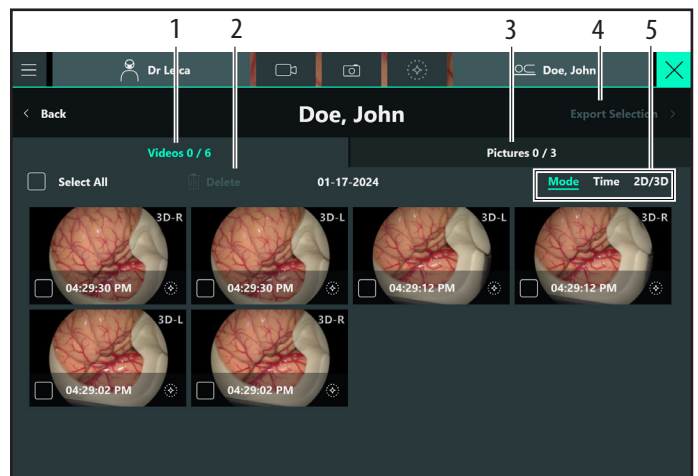 1 2 3 4 5
Dr Leica Doe, John
Back Doe, John Export Selection
Videos 0 / 6 Pictures 0 / 3
Select All Delete 01-17-2024 Mode Time 2D/3D
3D-R 3D-L 3D-L 3D-R
04:29:30 PM 04:29:30 PM 04:29:12 PM 04:29:12 PM
3D-L 3D-R
04:29:02 PM 04:29:02 PM